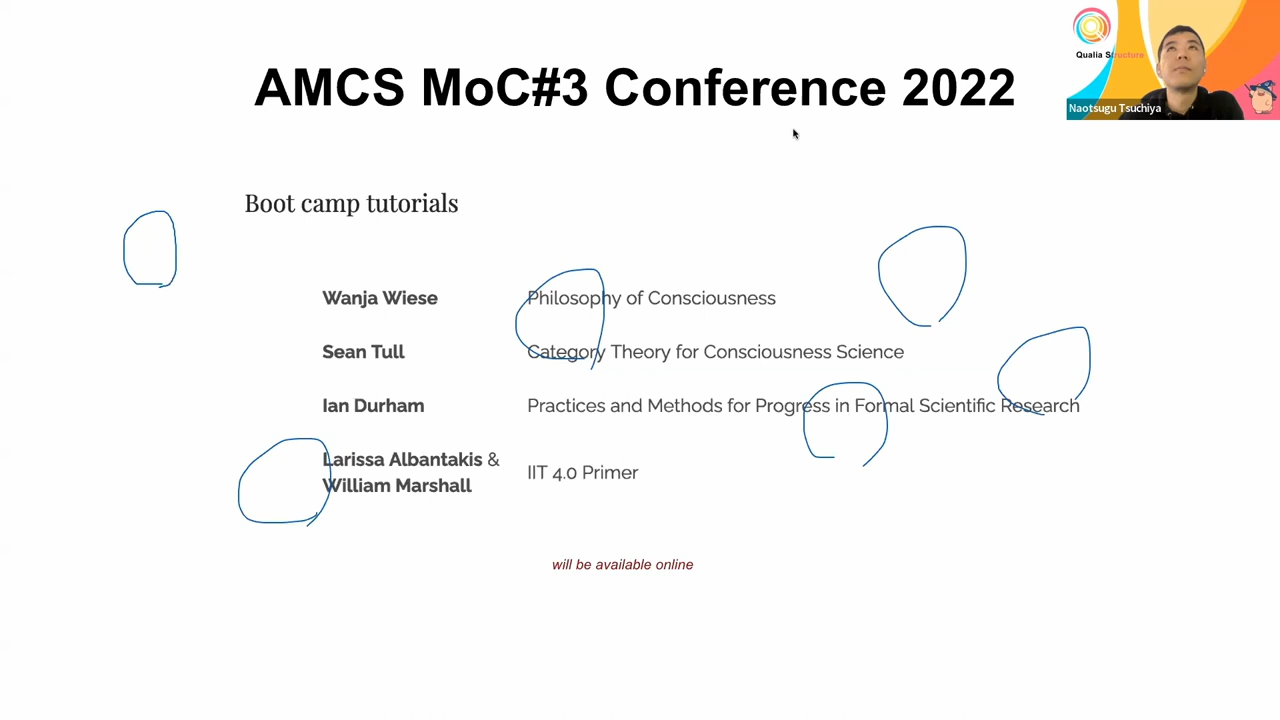 AMCS MoC#3 Conference 2022
Qualia Structure
Naotsugu Tsuchiya
Boot camp tutorials
Wanja Wiese Philosophy of Consciousness
Sean Tull Category Theory for Consciousness Science
Ian Durham Practices and Methods for Progress in Formal Scientific Research
Larissa Albantakis &
William Marshall IIT 4.0 Primer
will be available online